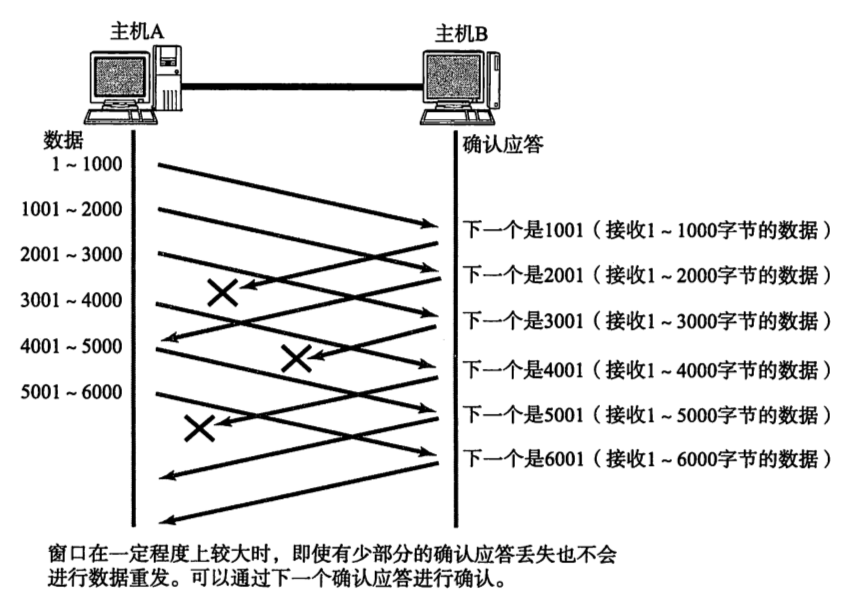 主机A
主机B
数据
确认应答
1～1000
1001～2000
2001～3000
3001～4000
4001～5000
5001～6000
下一个是1001（接收1～1000字节的数据）
下一个是2001（接收1～2000字节的数据）
下一个是3001（接收1～3000字节的数据）
下一个是4001（接收1～4000字节的数据）
下一个是5001（接收1～5000字节的数据）
下一个是6001（接收1～6000字节的数据）
窗口在一定程度上较大时，即使有少部分的确认应答丢失也不会
进行数据重发。可以通过下一个确认应答进行确认。